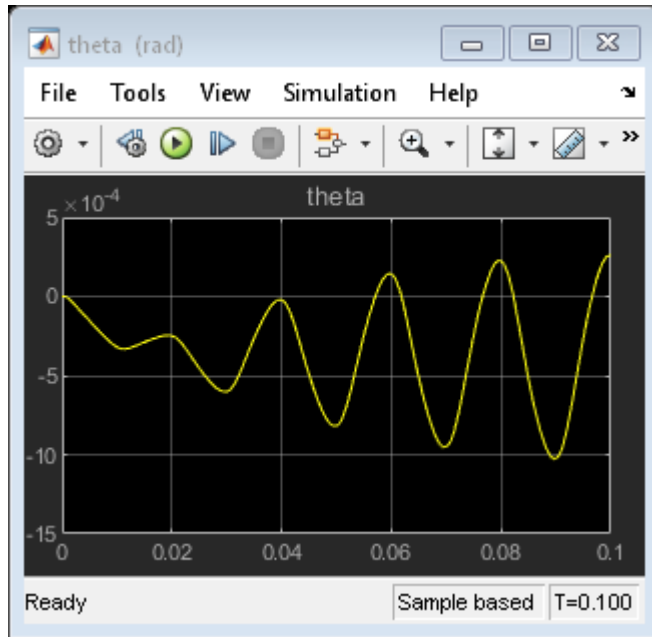 theta (rad)
File Tools View Simulation Help
theta
×10⁻⁴
5
0
-5
-10
-15
0 0.02 0.04 0.06 0.08 0.1
Ready Sample based T=0.100